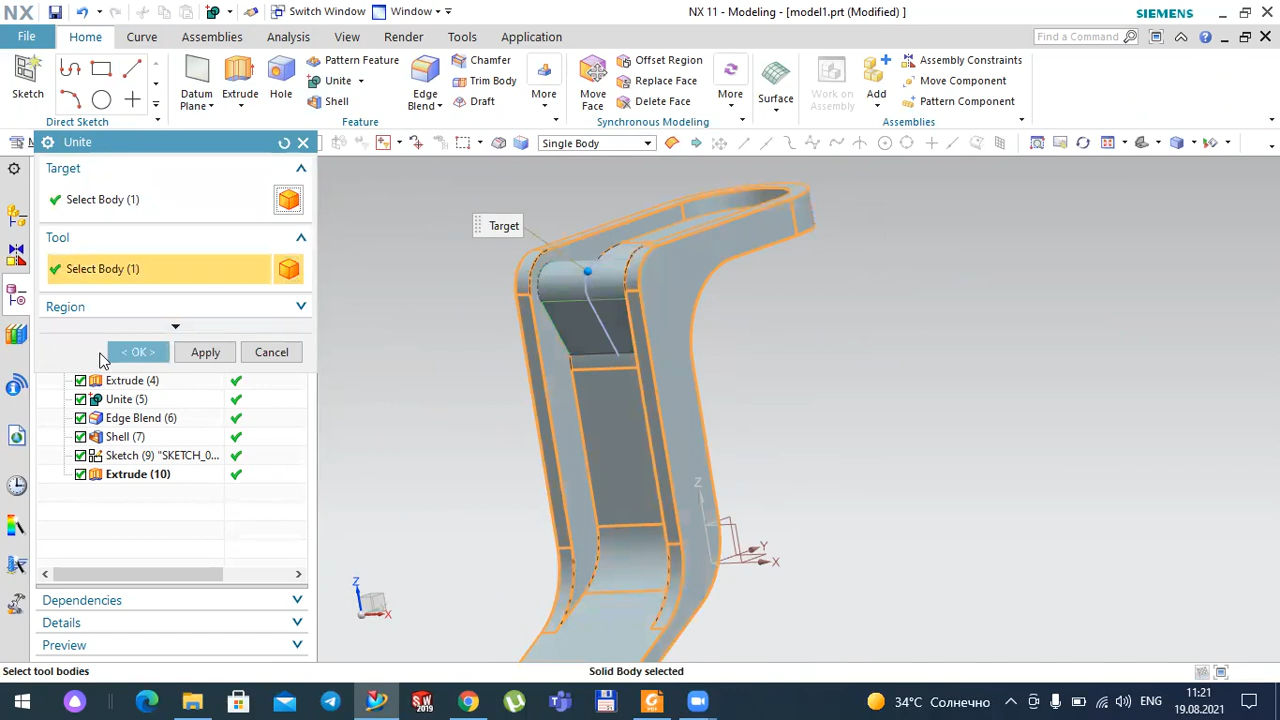 NX
Switch Window
Window
NX 11 - Modeling - [model1.prt (Modified) ]
SIEMENS
File
Home
Curve
Assemblies
Analysis
View
Render
Tools
Application
Find a Command
Sketch
Direct Sketch
Datum Plane
Extrude
Hole
Pattern Feature
Unite
Shell
Edge Blend
Chamfer
Trim Body
Draft
More
Feature
Move Face
Offset Region
Replace Face
Delete Face
More
Synchronous Modeling
Surface
Work on Assembly
Add
Assembly Constraints
Move Component
Pattern Component
Assemblies
M
Single Body
Unite
Target
Select Body (1)
Tool
Select Body (1)
Region
< OK >
Apply
Cancel
Extrude (4)
Unite (5)
Edge Blend (6)
Shell (7)
Sketch (9) "SKETCH_0...
Extrude (10)
Dependencies
Details
Preview
Target
Z
Y
X
Z
X
Select tool bodies
Solid Body selected
SW
2019
PDF
34°C Солнечно
ENG
11:21
19.08.2021